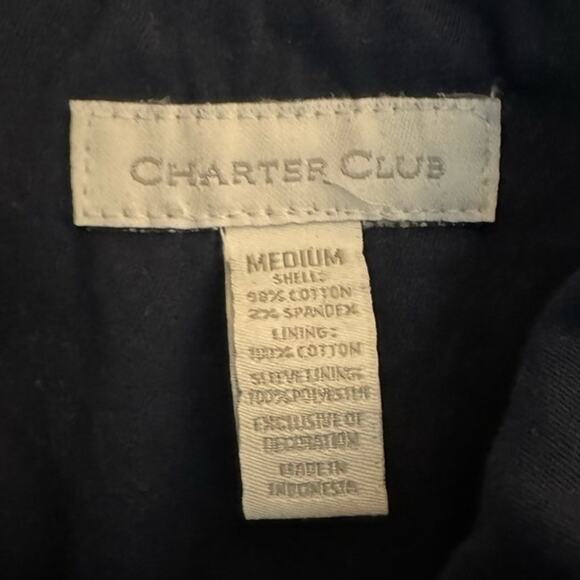 CHARTER CLUB
MEDIUM
SHELL:
98% COTTON
2% SPANDEX
LINING:
100% COTTON
SLEEVE LINING:
100% POLYESTER
EXCLUSIVE OF
DECORATION
MADE IN
INDONESIA